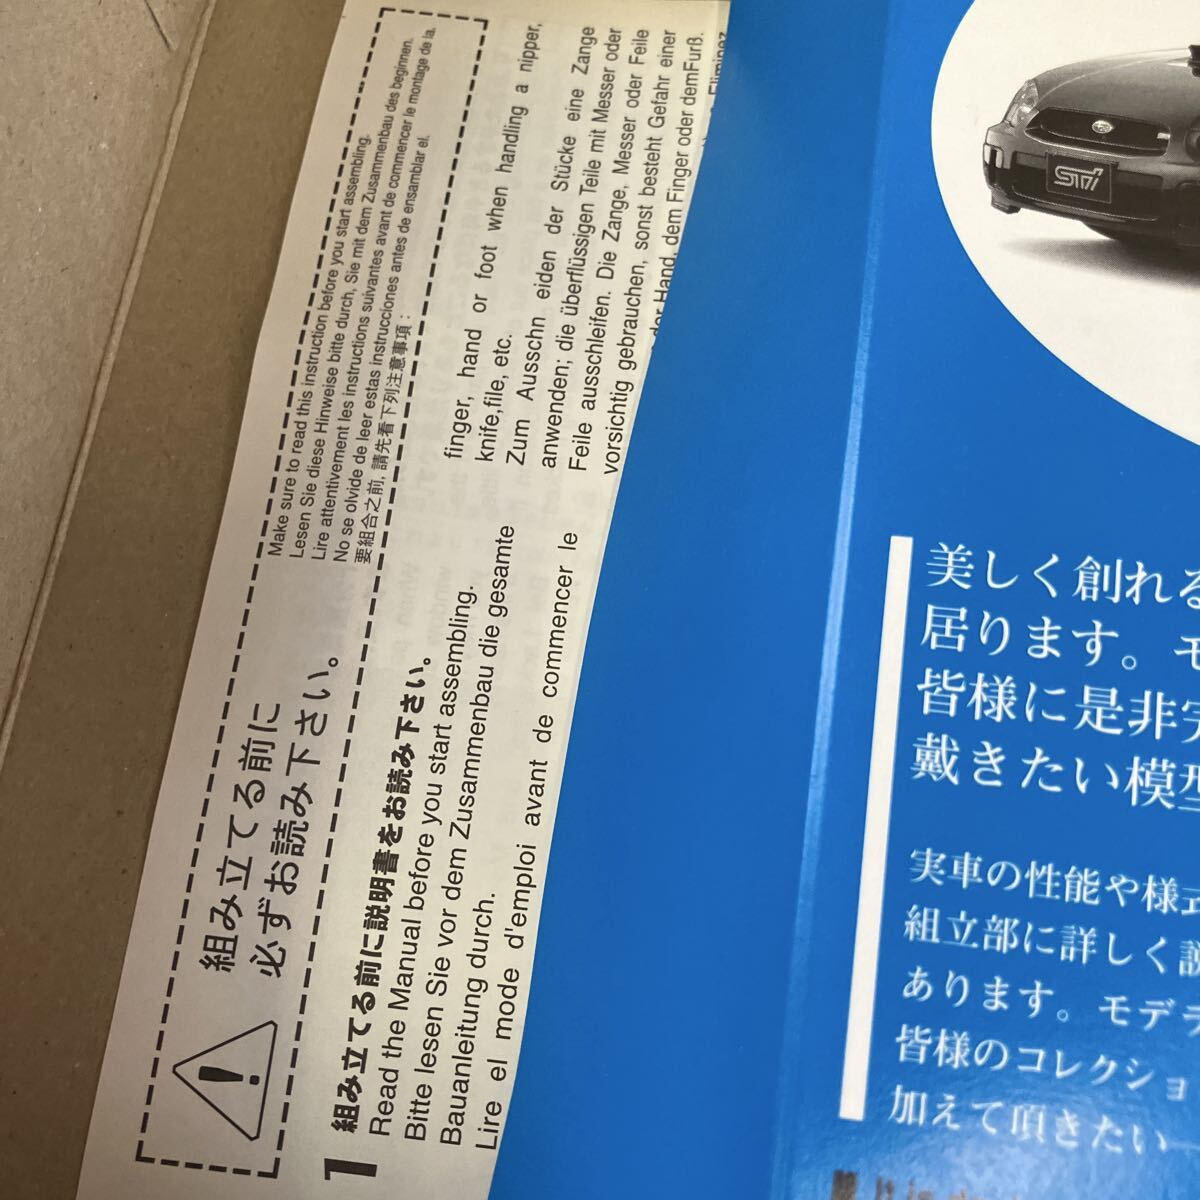 組み立てる前に
必ずお読み下さい。
Make sure to read this instruction before you start assembling.
Lesen Sie diese Hinweise bitte durch, Sie mit dem Zusammenbau des beginnen.
Lire attentivement les instructions suivantes avant de commencer le montage de la.
No se olvide de leer estas instrucciones antes de ensamblar el.
要組合之前, 請先看下列注意事項：
1 組み立てる前に説明書をお読み下さい。
Read the Manual before you start assembling.
Bitte lesen Sie vor dem Zusammenbau die gesamte
Bauanleitung durch.
Lire el mode d'emploi avant de commencer le
finger, hand or foot when handling a nipper,
knife,file, etc.
Zum Ausschn eiden der Stücke eine Zange
anwenden; die überflüssigen Teile mit Messer oder
Feile ausschleifen. Die Zange, Messer oder Feile
vorsichtig gebrauchen, sonst besteht Gefahr einer
der Hand, dem Finger oder demFurß.
Eliminez
STi
美しく創れる
居ります。モ
皆様に是非完
戴きたい模型
実車の性能や様式
組立部に詳しく説
あります。モデラ
皆様のコレクショ
加えて頂きたい一
It is